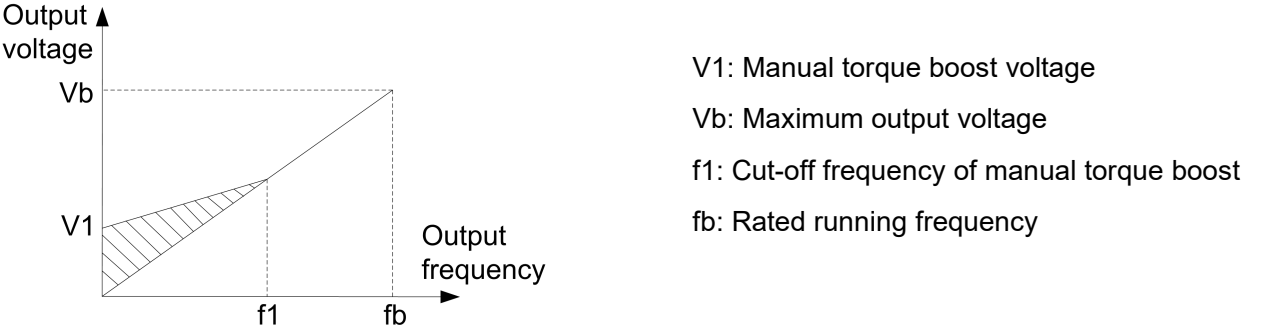 Output
voltage
Vb
V1
Output
frequency
f1
fb
V1: Manual torque boost voltage
Vb: Maximum output voltage
f1: Cut-off frequency of manual torque boost
fb: Rated running frequency